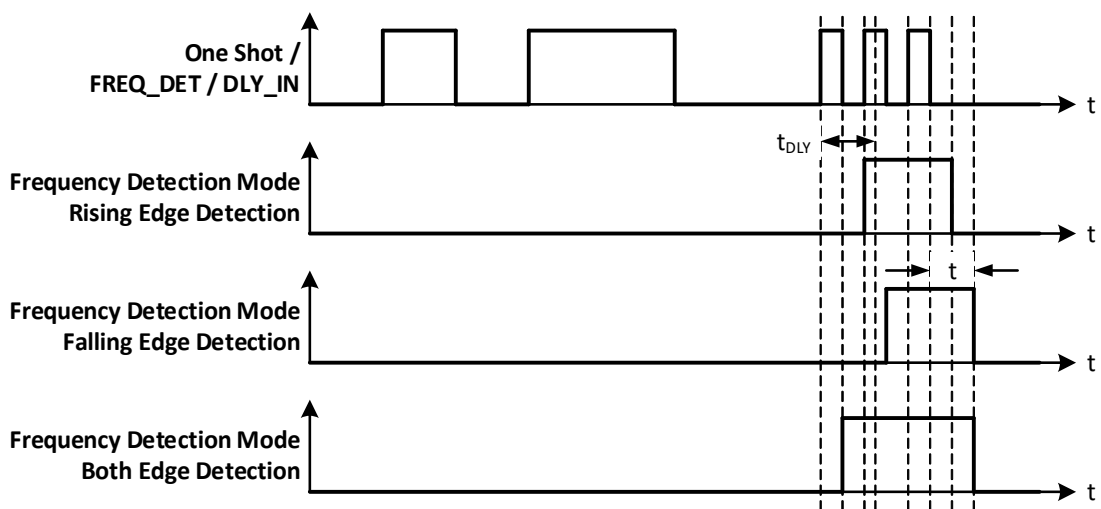 One Shot /
FREQ_DET / DLY_IN
t
tDLY
Frequency Detection Mode
Rising Edge Detection
t
t
Frequency Detection Mode
Falling Edge Detection
t
Frequency Detection Mode
Both Edge Detection
t